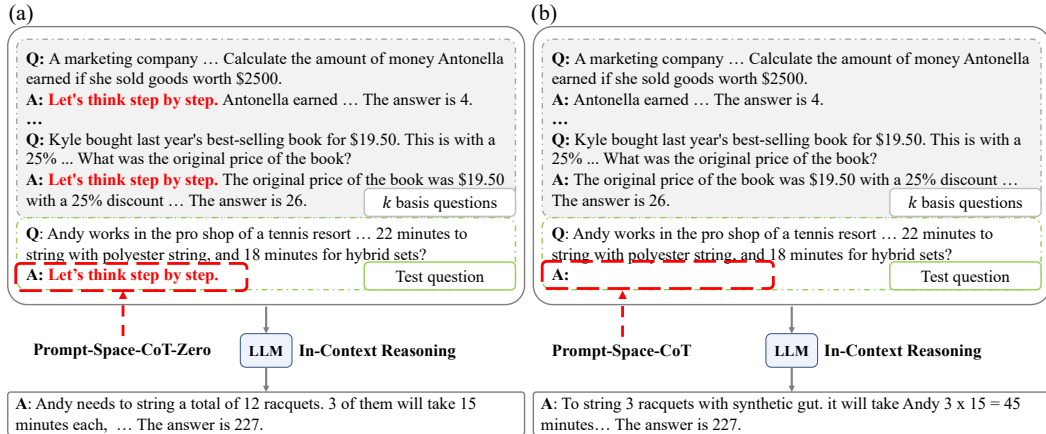 (a)
Q: A marketing company … Calculate the amount of money Antonella
earned if she sold goods worth $2500.
A: Let's think step by step. Antonella earned … The answer is 4.
…
Q: Kyle bought last year's best-selling book for $19.50. This is with a
25% ... What was the original price of the book?
A: Let's think step by step. The original price of the book was $19.50
with a 25% discount … The answer is 26.
k basis questions
Q: Andy works in the pro shop of a tennis resort … 22 minutes to
string with polyester string, and 18 minutes for hybrid sets?
A: Let's think step by step.
Test question
Prompt-Space-CoT-Zero
LLM
In-Context Reasoning
A: Andy needs to string a total of 12 racquets. 3 of them will take 15
minutes each, … The answer is 227.
(b)
Q: A marketing company … Calculate the amount of money Antonella
earned if she sold goods worth $2500.
A: Antonella earned … The answer is 4.
…
Q: Kyle bought last year's best-selling book for $19.50. This is with a
25% ... What was the original price of the book?
A: The original price of the book was $19.50 with a 25% discount …
The answer is 26.
k basis questions
Q: Andy works in the pro shop of a tennis resort … 22 minutes to
string with polyester string, and 18 minutes for hybrid sets?
A:
Test question
Prompt-Space-CoT
LLM
In-Context Reasoning
A: To string 3 racquets with synthetic gut. it will take Andy 3 x 15 = 45
minutes… The answer is 227.